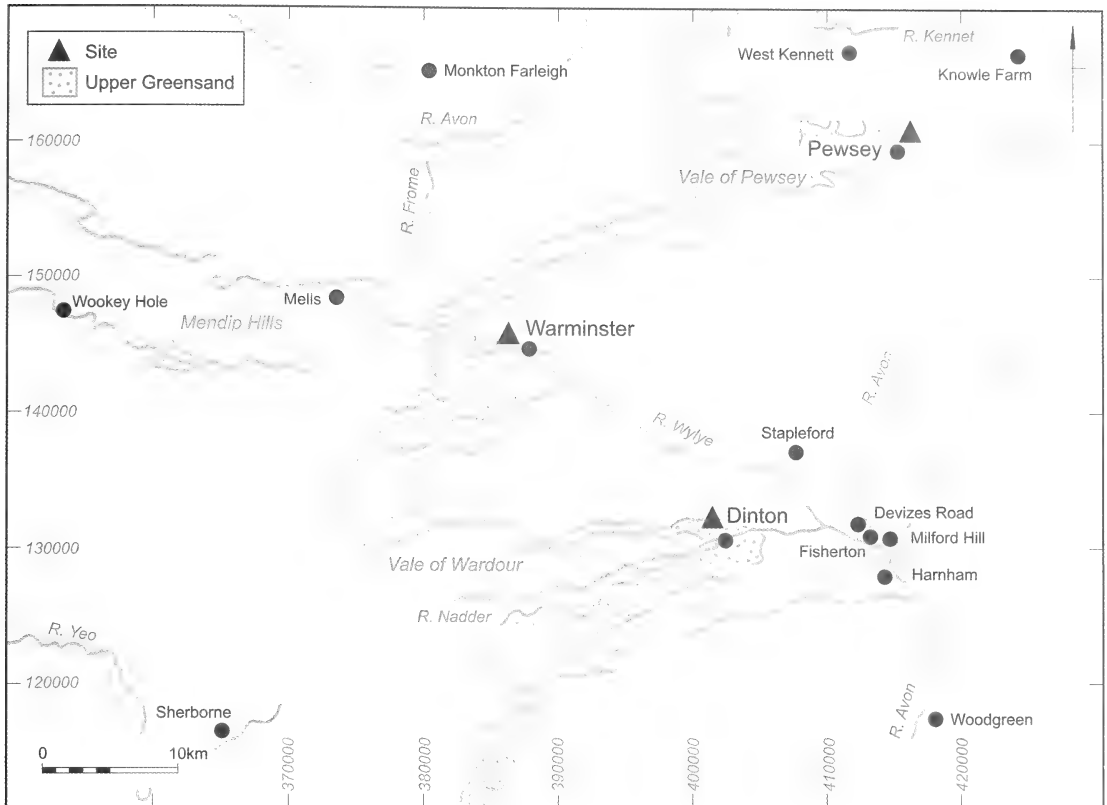 Site
Upper Greensand
Monkton Farleigh
West Kennett
R. Kennet
Knowle Farm
R. Avon
160000
Pewsey
R. Frome
Vale of Pewsey
150000
Wookey Hole
Mells
Mendip Hills
Warminster
140000
R. Avon
R. Wylye
Stapleford
Dinton
Devizes Road
130000
Fisherton
Milford Hill
Vale of Wardour
Harnham
R. Nadder
R. Yeo
120000
Sherborne
R. Avon
Woodgreen
0 10km
370000
380000
390000
400000
410000
420000